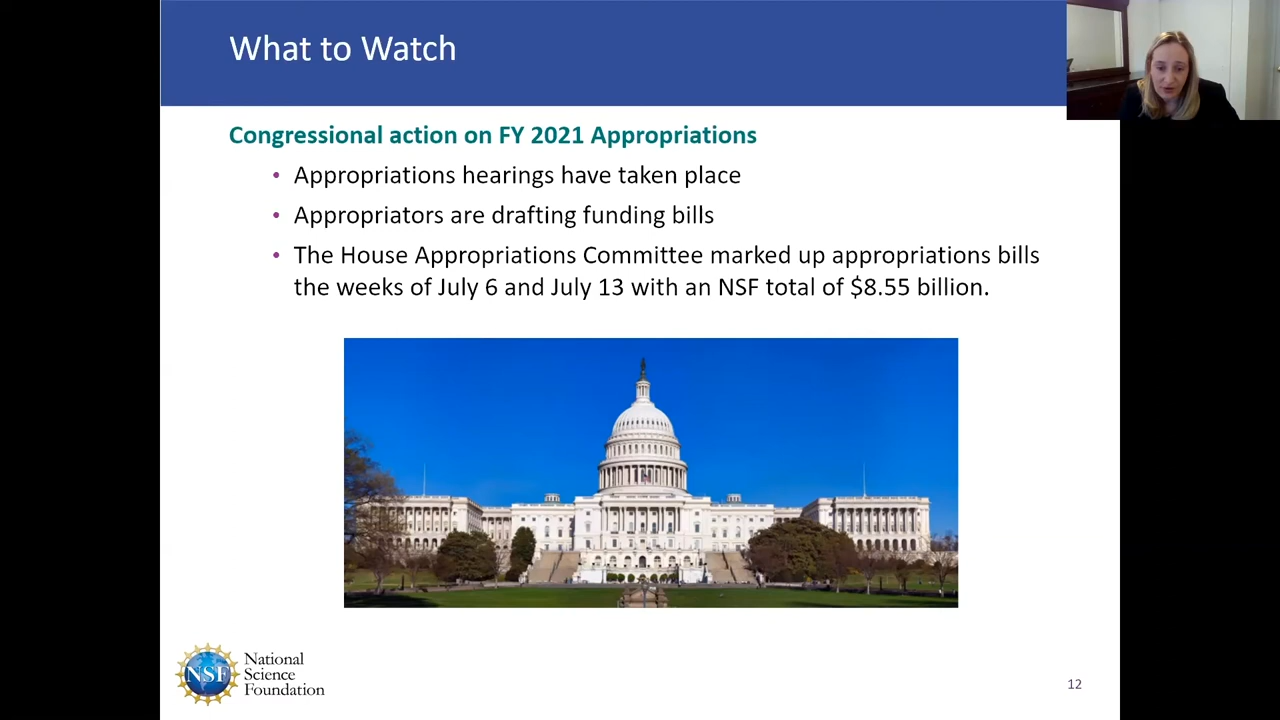 What to Watch
Congressional action on FY 2021 Appropriations
• Appropriations hearings have taken place
• Appropriators are drafting funding bills
• The House Appropriations Committee marked up appropriations bills
the weeks of July 6 and July 13 with an NSF total of $8.55 billion.
NSF
National
Science
Foundation
12